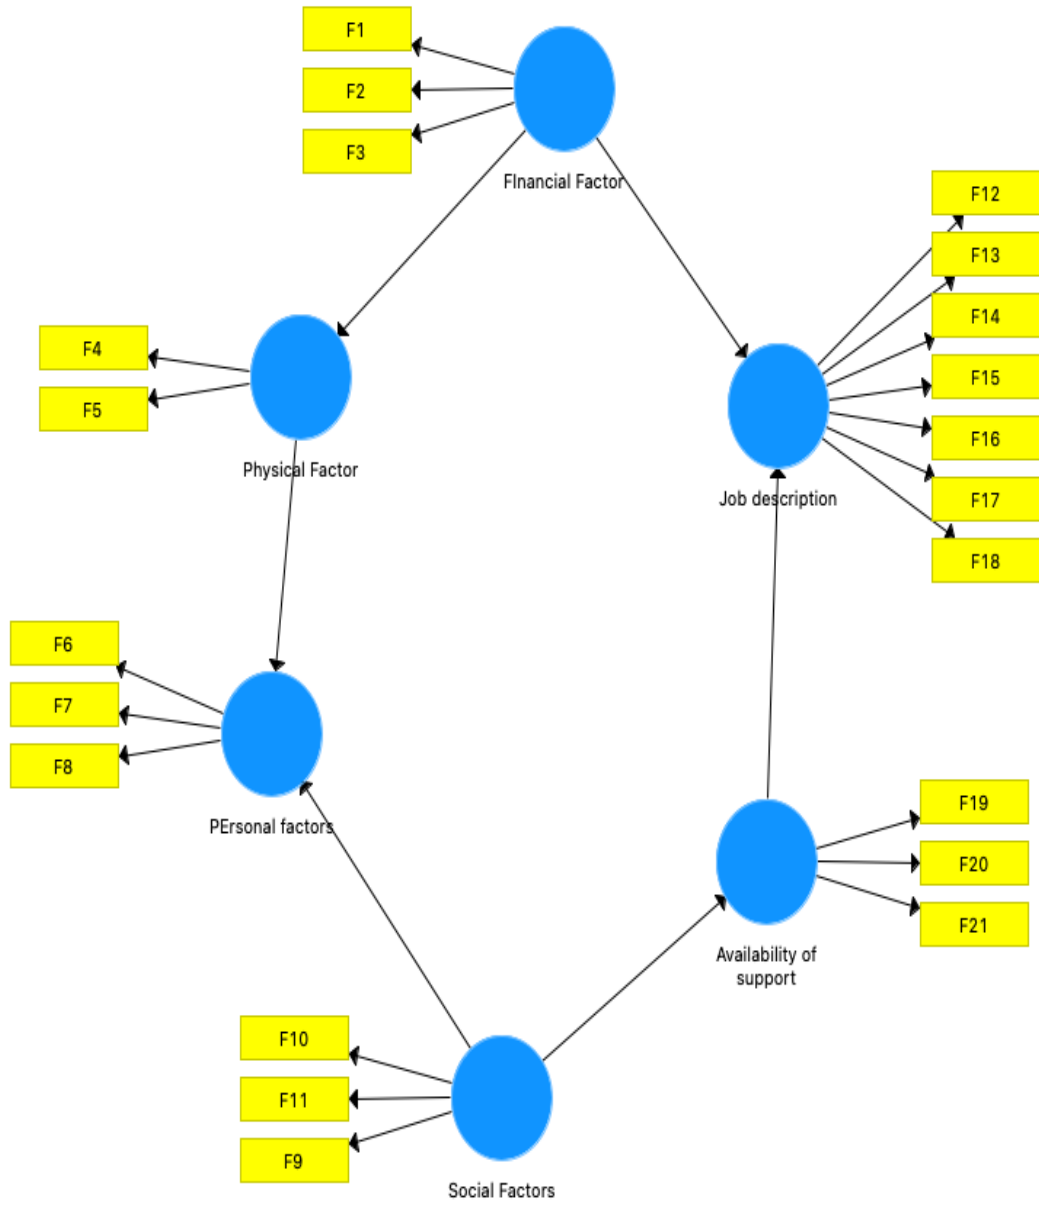 F1
F2
F3
FInancial Factor
F12
F13
F14
F15
F16
F17
F18
Job description
F4
F5
Physical Factor
F6
F7
F8
PErsonal factors
F19
F20
F21
Availability of
support
F10
F11
F9
Social Factors